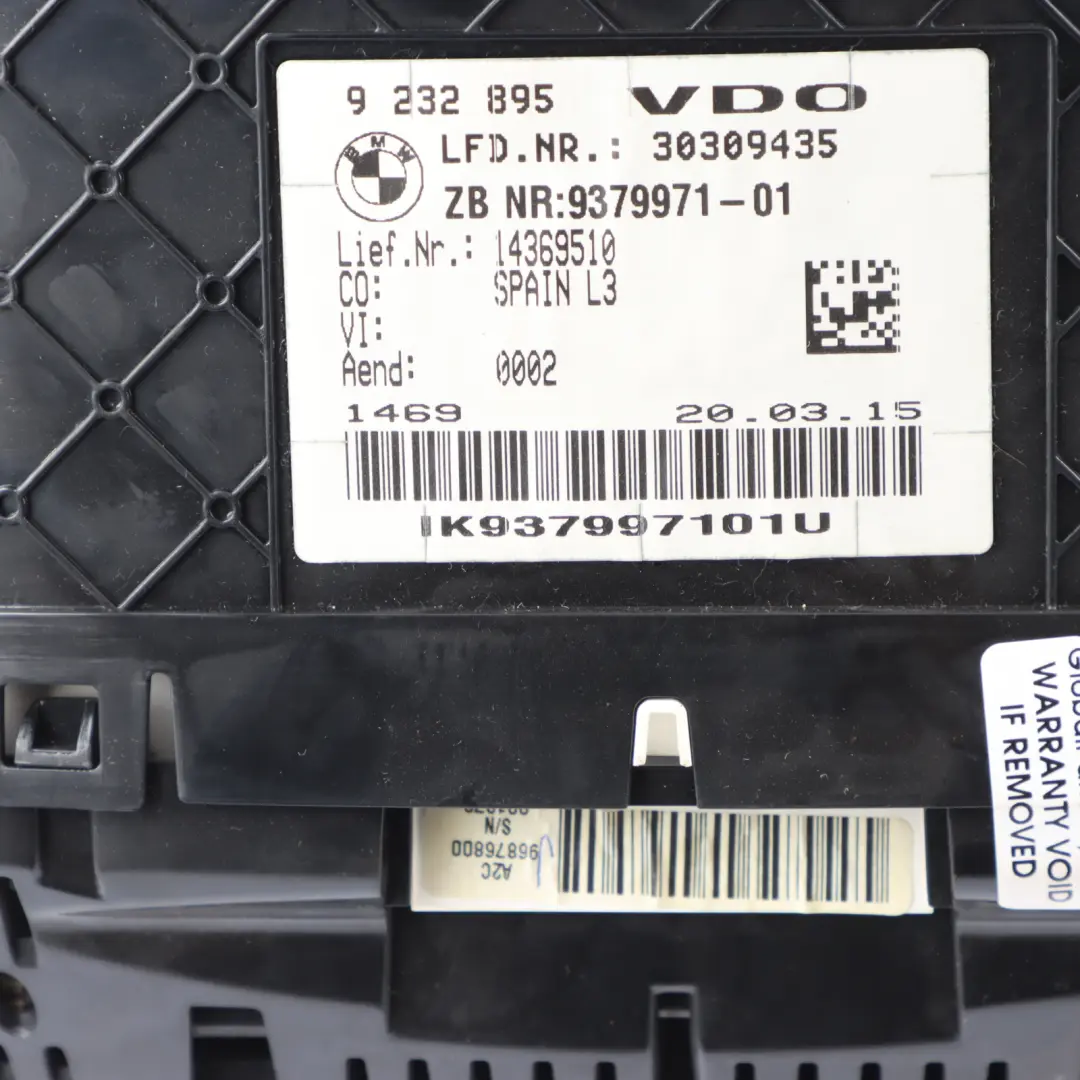 9 232 895 VDO
BMW
LFD.NR.: 30309435
ZB NR:9379971-01
Lief.Nr.: 14369510
CO: SPAIN L3
VI:
Aend: 0002
1469 20.03.15
IK937997101U
WARRANTY VOID
IF REMOVED
S/N
96876800
A2C